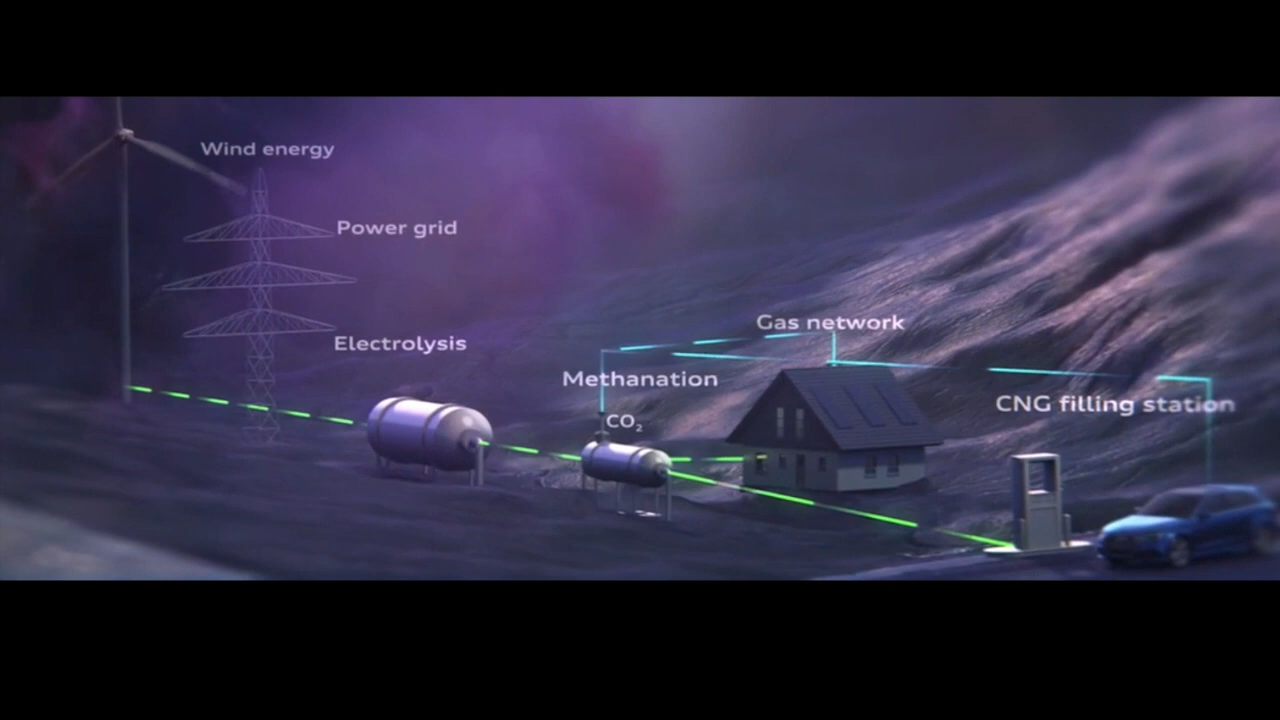 Wind energy
Power grid
Electrolysis
Gas network
Methanation
CNG filling station
CO₂